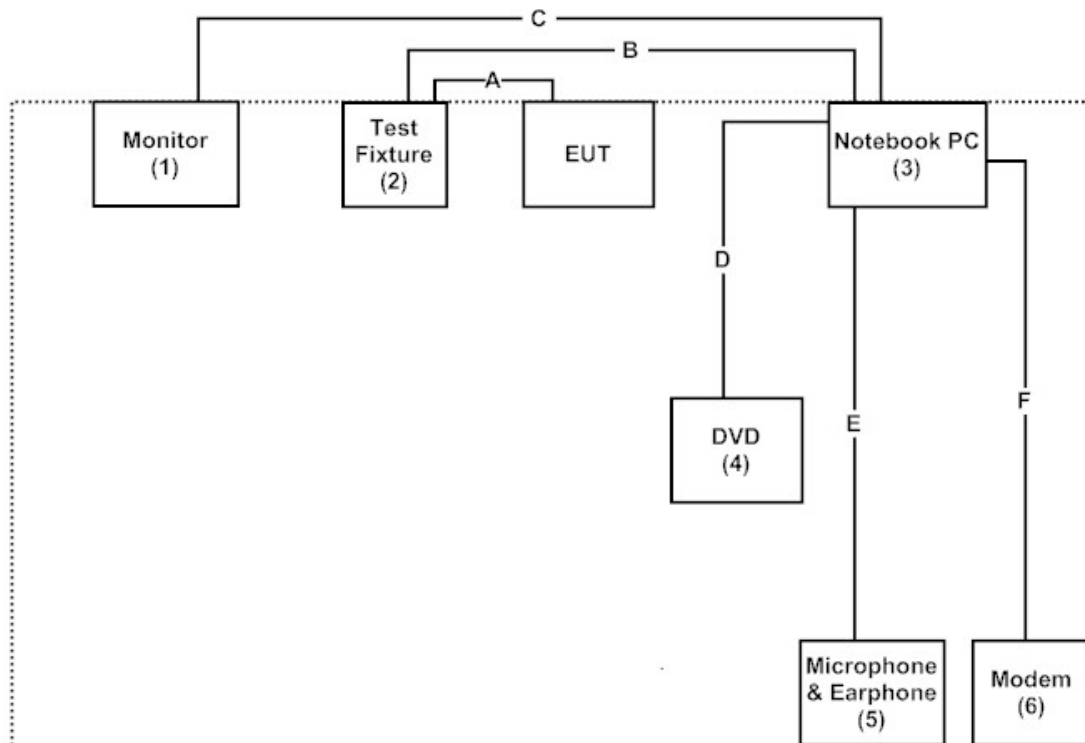 C
B
A
Monitor
(1)
Test
Fixture
(2)
EUT
Notebook PC
(3)
D
DVD
(4)
E
F
Microphone
& Earphone
(5)
Modem
(6)